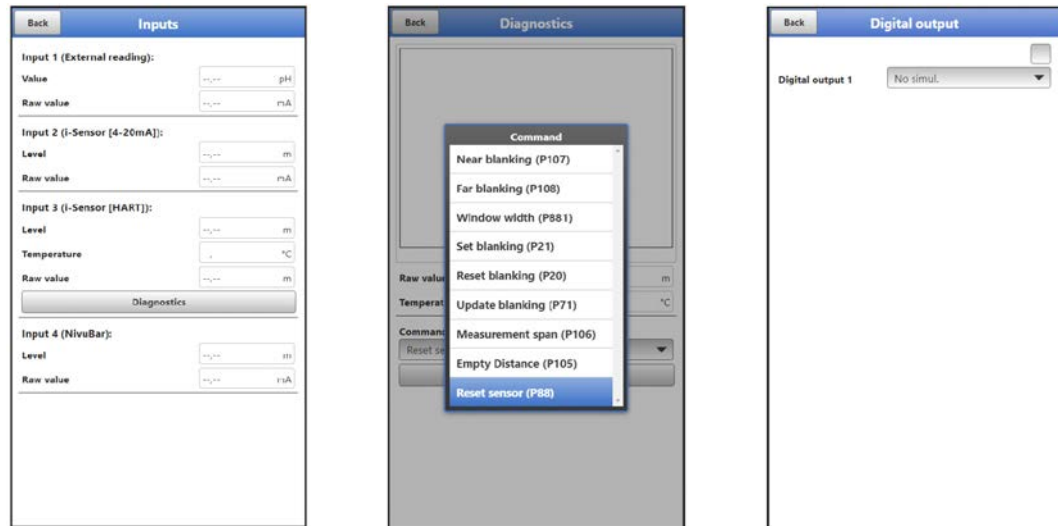 Back Inputs
Input 1 (External reading):
Value --,-- pH
Raw value --,-- mA
Input 2 (i-Sensor [4-20mA]):
Level --,-- m
Raw value --,-- mA
Input 3 (i-Sensor [HART]):
Level --,-- m
Temperature , °C
Raw value --,-- m
Diagnostics
Input 4 (NivuBar):
Level --,-- m
Raw value --,-- mA
Back Diagnostics
Command
Near blanking (P107)
Far blanking (P108)
Window width (P881)
Set blanking (P21)
Reset blanking (P20)
Update blanking (P71)
Measurement span (P106)
Empty Distance (P105)
Reset sensor (P88)
Raw valu m
Temperat °C
Command
Reset se
Back Digital output
Digital output 1 No simul.